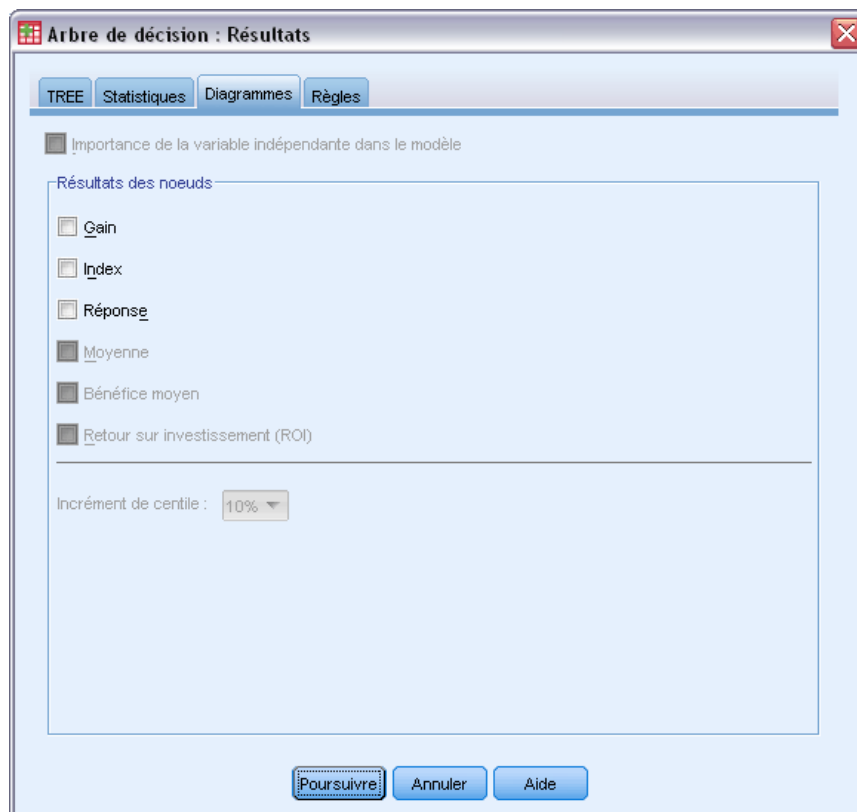 Arbre de décision : Résultats
TREE Statistiques Diagrammes Règles
Importance de la variable indépendante dans le modèle
Résultats des noeuds
Gain
Index
Réponse
Moyenne
Bénéfice moyen
Retour sur investissement (ROI)
Incrément de centile : 10%
Poursuivre Annuler Aide